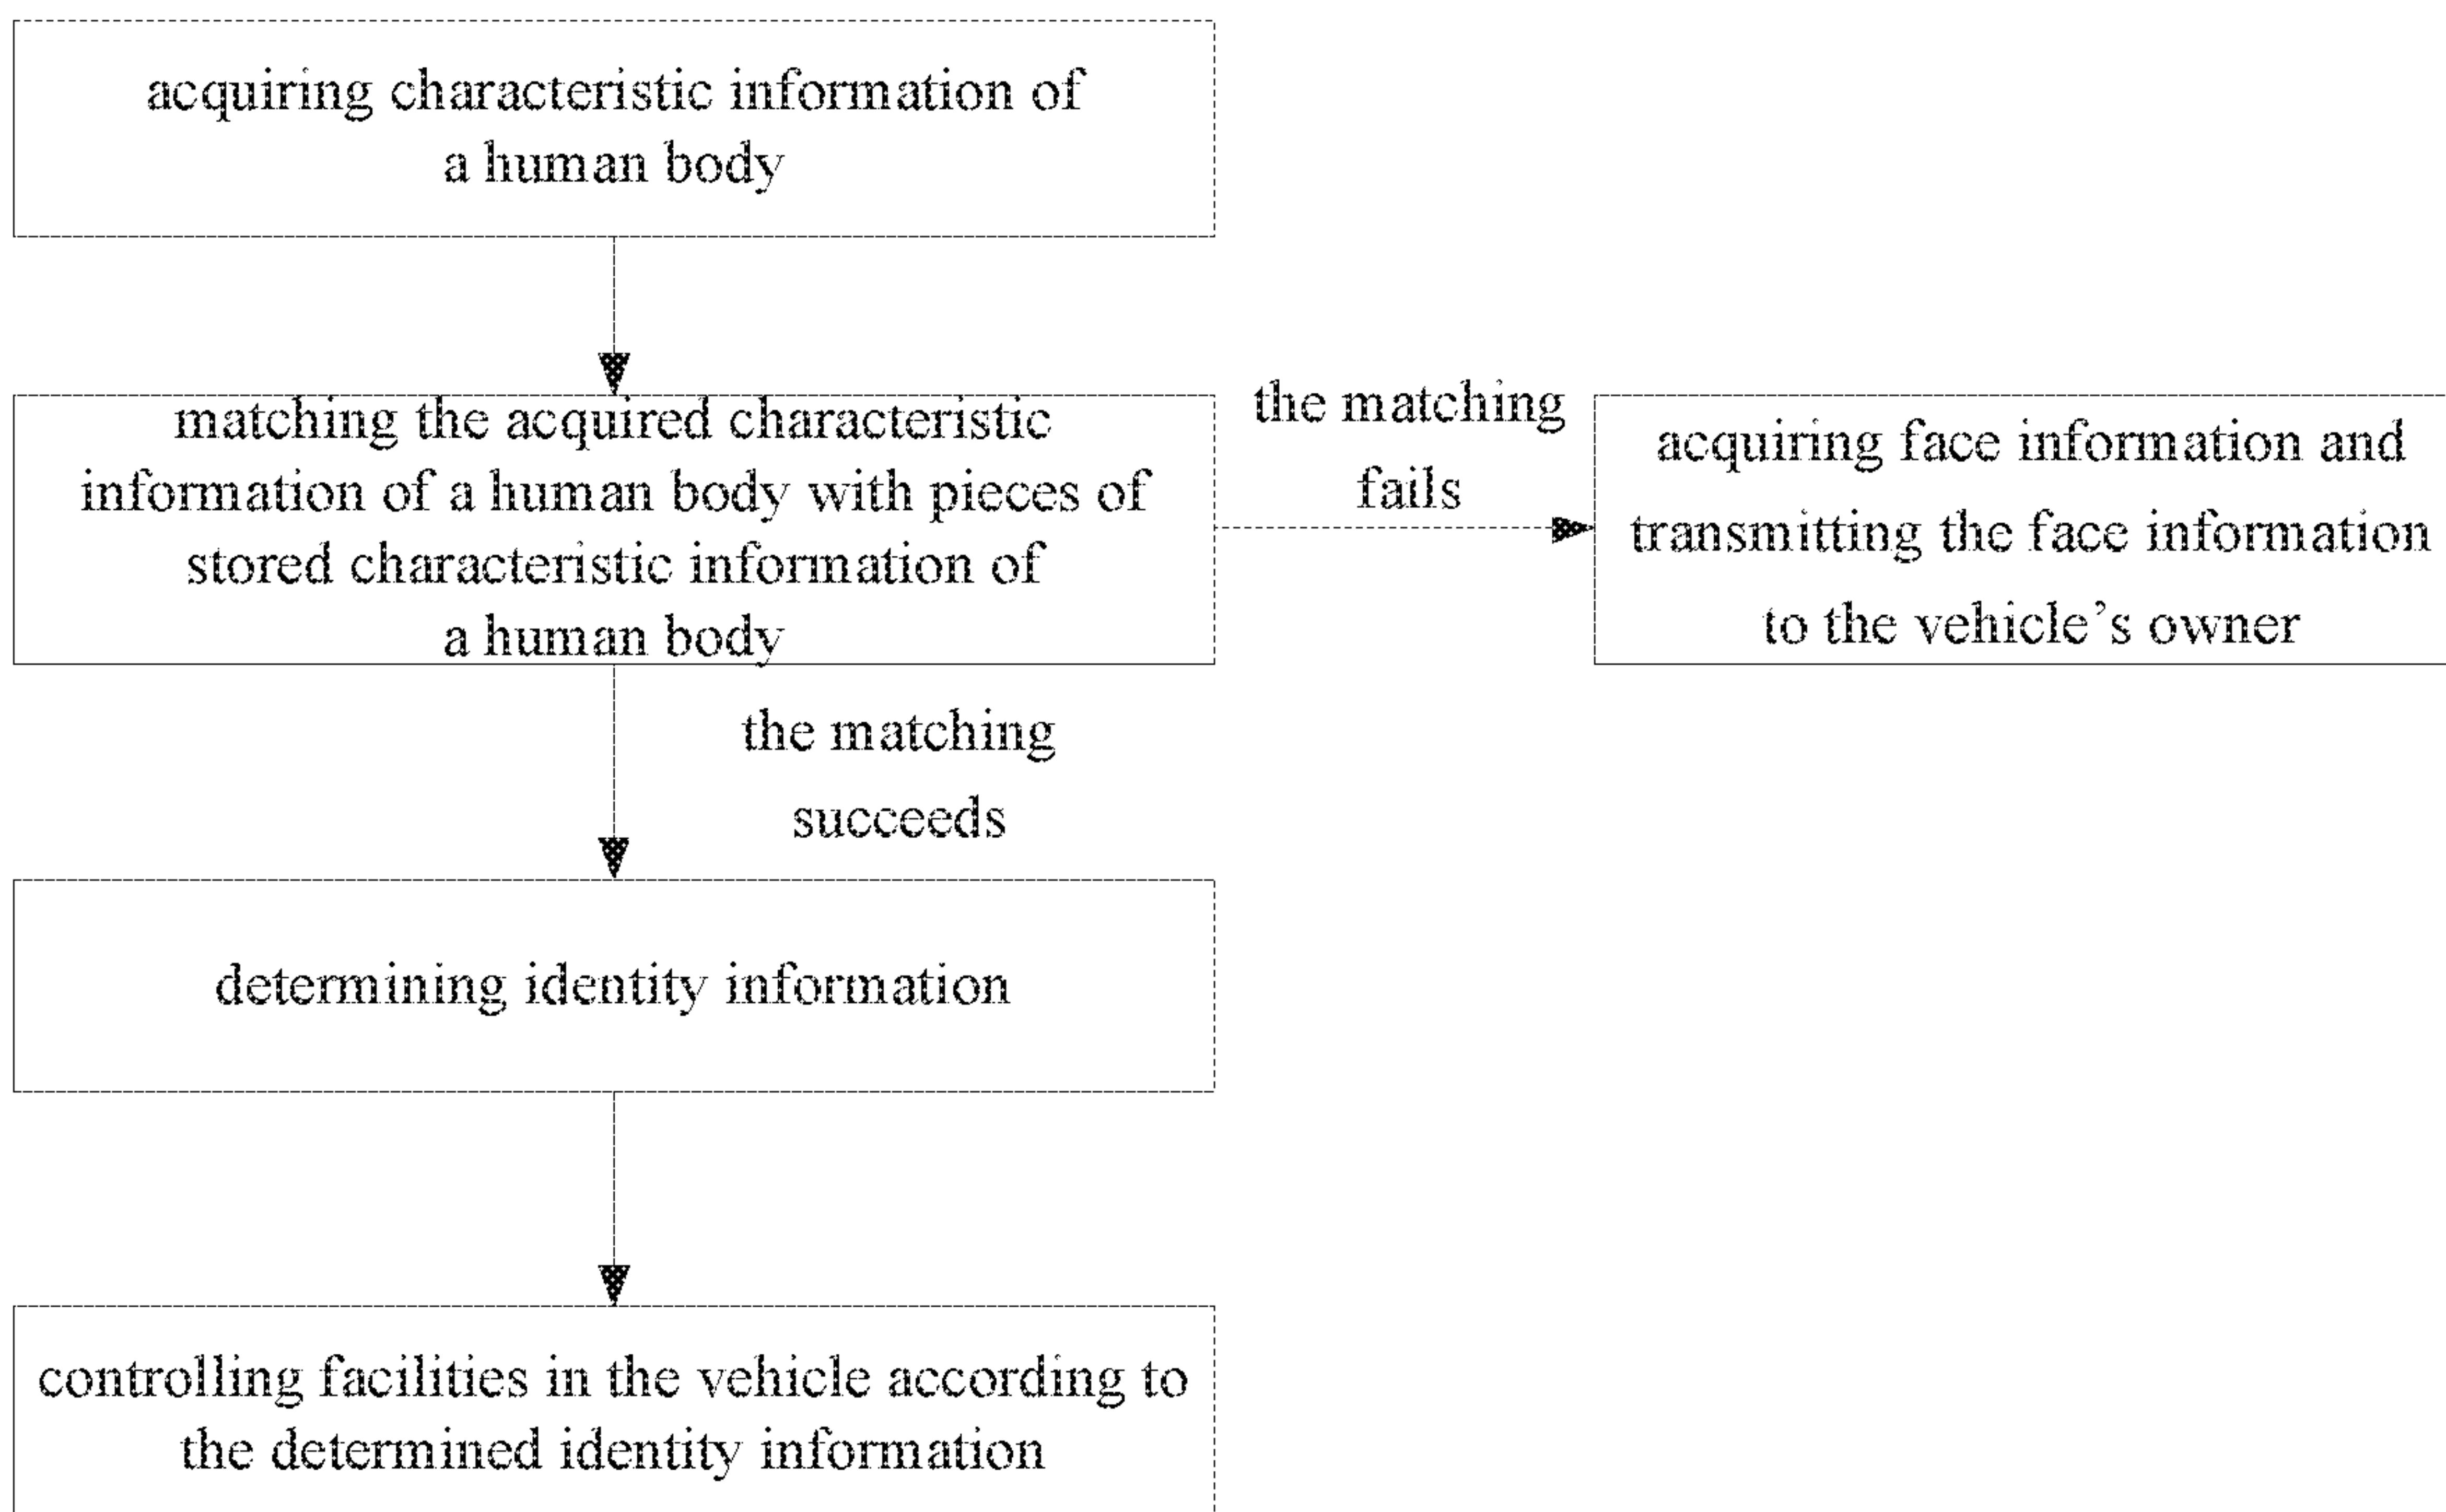 acquiring characteristic information of
a human body
matching the acquired characteristic
information of a human body with pieces of
stored characteristic information of
a human body
the matching
fails
acquiring face information and
transmitting the face information
to the vehicle’s owner
the matching
succeeds
determining identity information
controlling facilities in the vehicle according to
the determined identity information